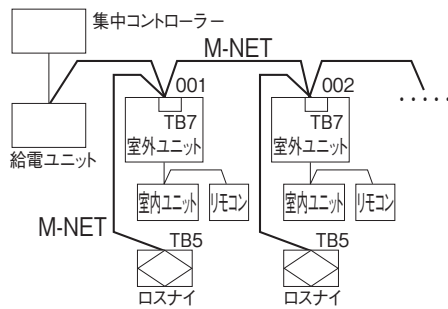 集中コントローラー
M-NET
001
002
TB7
TB7
室外ユニット
室外ユニット
・・・・・
給電ユニット
室内ユニット
リモコン
室内ユニット
リモコン
M-NET
TB5
TB5
ロスナイ
ロスナイ